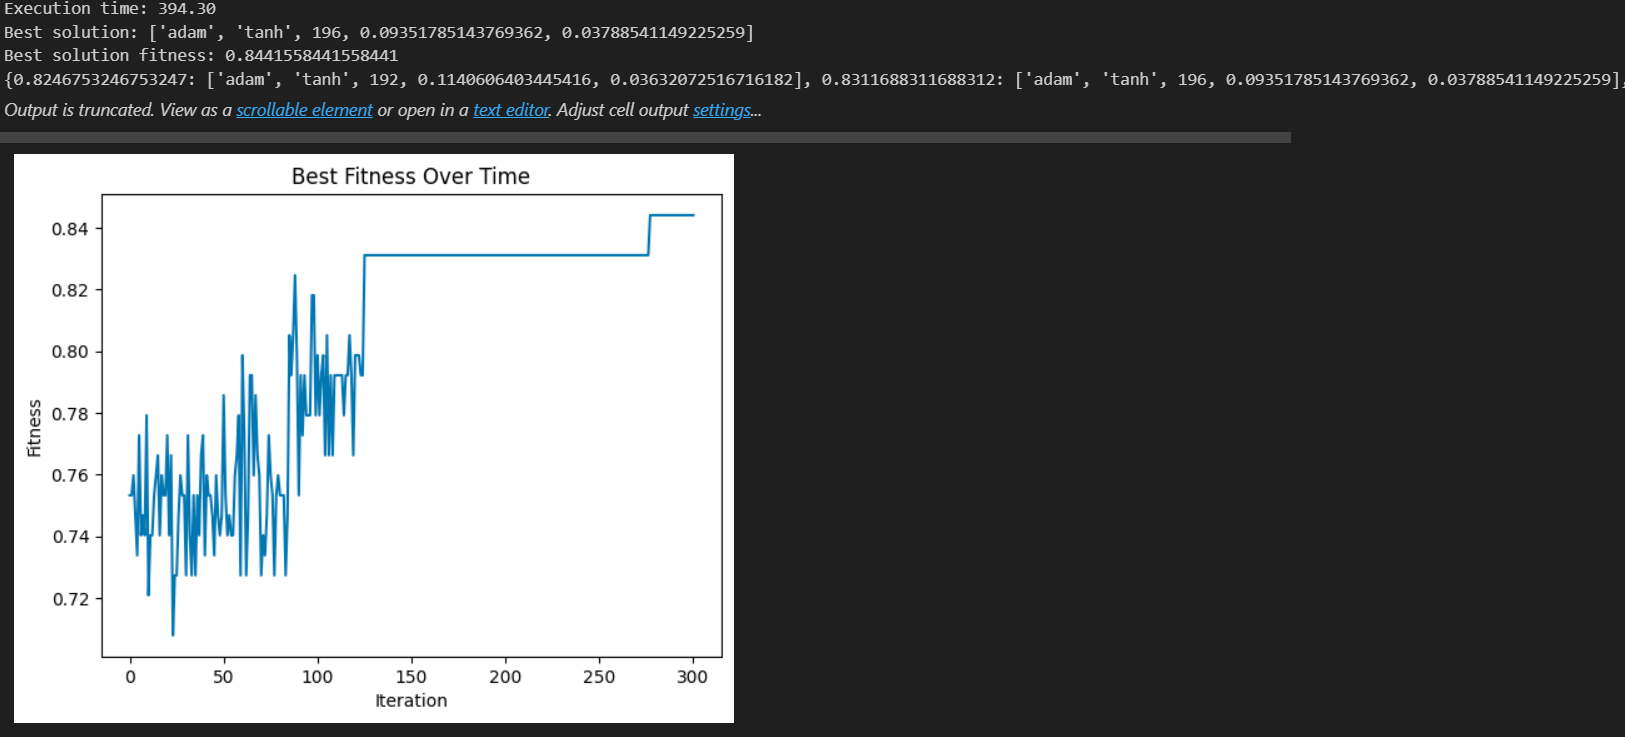 Execution time: 394.30
Best solution: ['adam', 'tanh', 196, 0.09351785143769362, 0.03788541149225259]
Best solution fitness: 0.8441558441558441
{0.8246753246753247: ['adam', 'tanh', 192, 0.1140606403445416, 0.03632072516716182], 0.8311688311688312: ['adam', 'tanh', 196, 0.09351785143769362, 0.03788541149225259],
Output is truncated. View as a scrollable element or open in a text editor. Adjust cell output settings...
Best Fitness Over Time
0.84
0.82
0.80
0.78
0.76
0.74
0.72
Fitness
0 50 100 150 200 250 300
Iteration